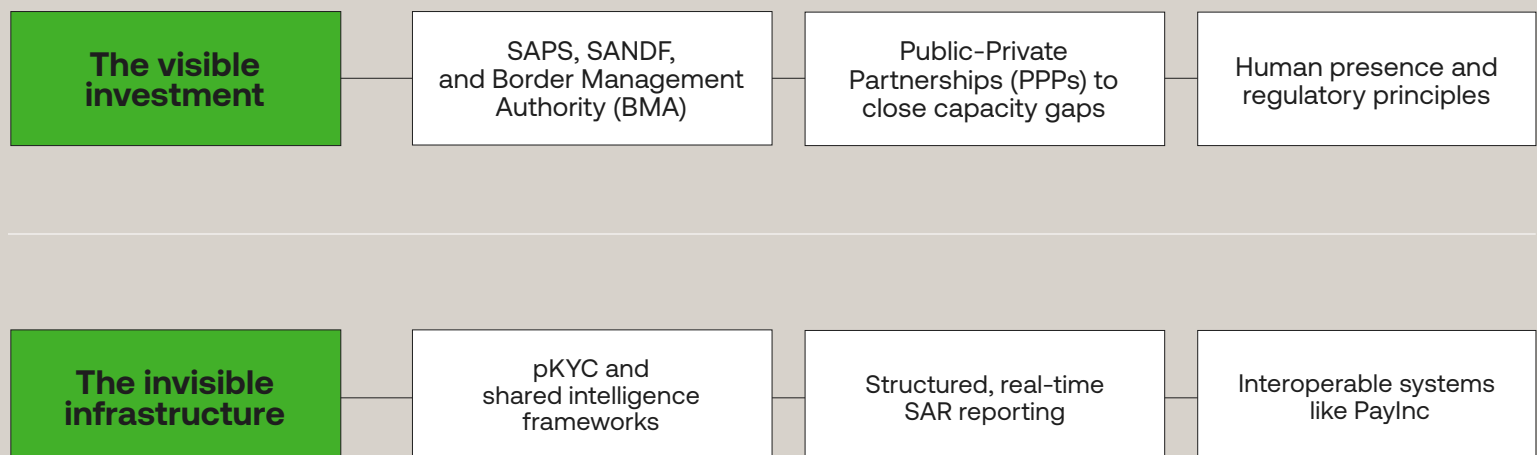 The visible
investment
SAPS, SANDF,
and Border Management
Authority (BMA)
Public-Private
Partnerships (PPPs) to
close capacity gaps
Human presence and
regulatory principles
The invisible
infrastructure
pKYC and
shared intelligence
frameworks
Structured, real-time
SAR reporting
Interoperable systems
like PayInc